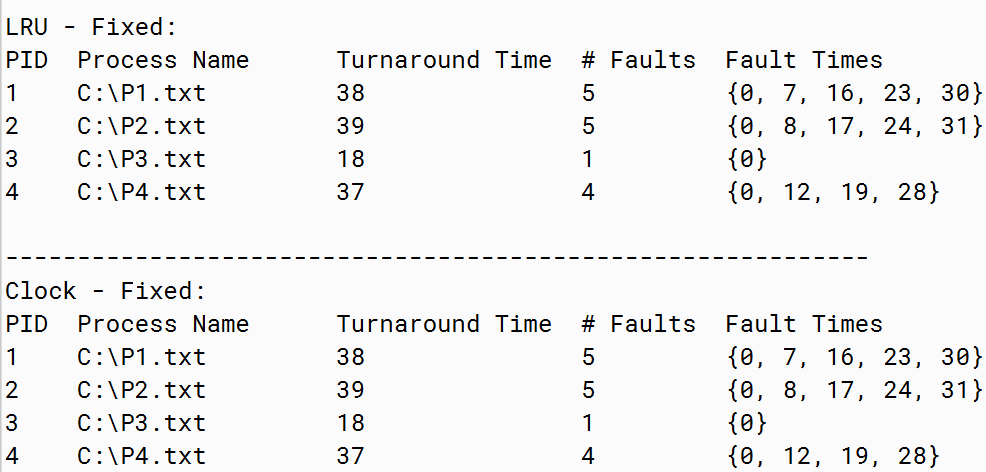 LRU - Fixed:
PID  Process Name      Turnaround Time  # Faults  Fault Times
1    C:\P1.txt         38               5         {0, 7, 16, 23, 30}
2    C:\P2.txt         39               5         {0, 8, 17, 24, 31}
3    C:\P3.txt         18               1         {0}
4    C:\P4.txt         37               4         {0, 12, 19, 28}
------------------------------------------------------------
Clock - Fixed:
PID  Process Name      Turnaround Time  # Faults  Fault Times
1    C:\P1.txt         38               5         {0, 7, 16, 23, 30}
2    C:\P2.txt         39               5         {0, 8, 17, 24, 31}
3    C:\P3.txt         18               1         {0}
4    C:\P4.txt         37               4         {0, 12, 19, 28}